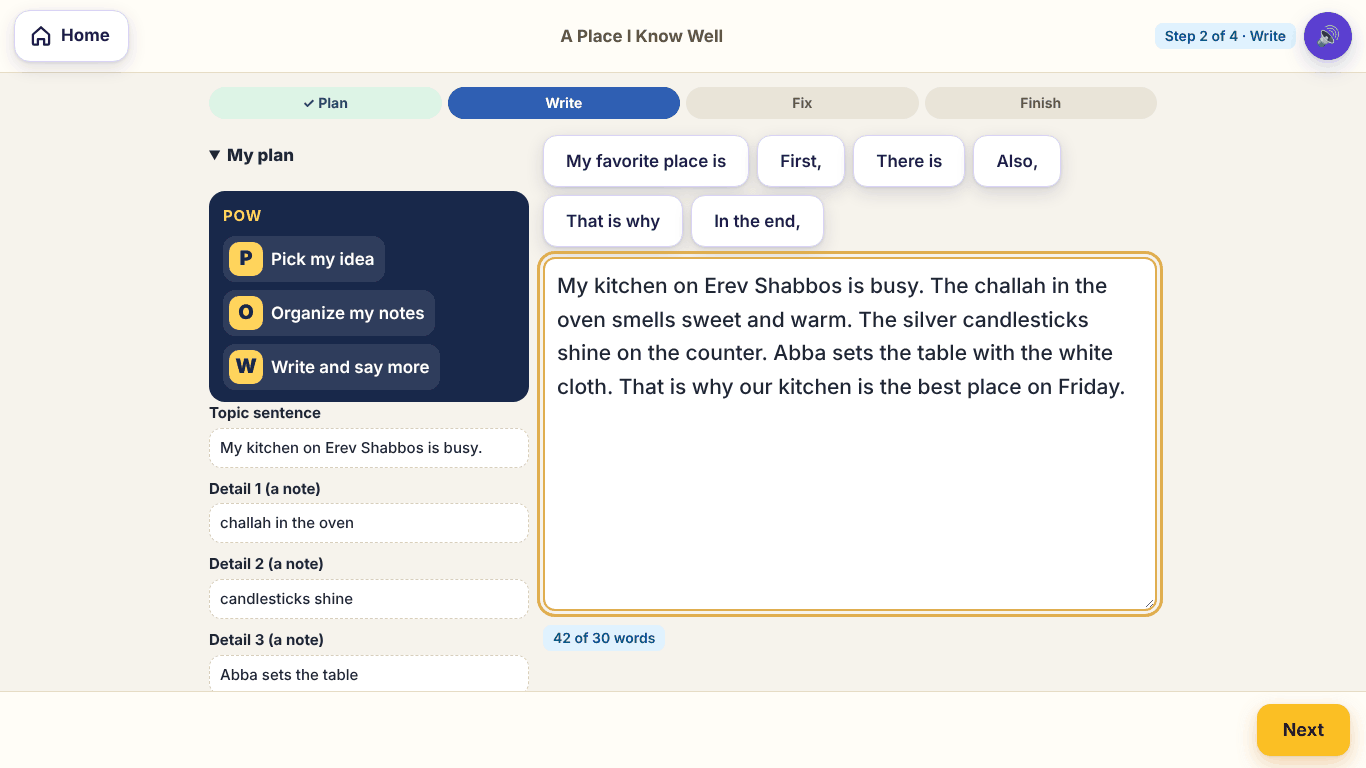 Home
A Place I Know Well
Step 2 of 4 · Write
✓ Plan
Write
Fix
Finish
▼ My plan
POW
P Pick my idea
O Organize my notes
W Write and say more
Topic sentence
My kitchen on Erev Shabbos is busy.
Detail 1 (a note)
challah in the oven
Detail 2 (a note)
candlesticks shine
Detail 3 (a note)
Abba sets the table
My favorite place is
First,
There is
Also,
That is why
In the end,
My kitchen on Erev Shabbos is busy. The challah in the
oven smells sweet and warm. The silver candlesticks
shine on the counter. Abba sets the table with the white
cloth. That is why our kitchen is the best place on Friday.
42 of 30 words
Next